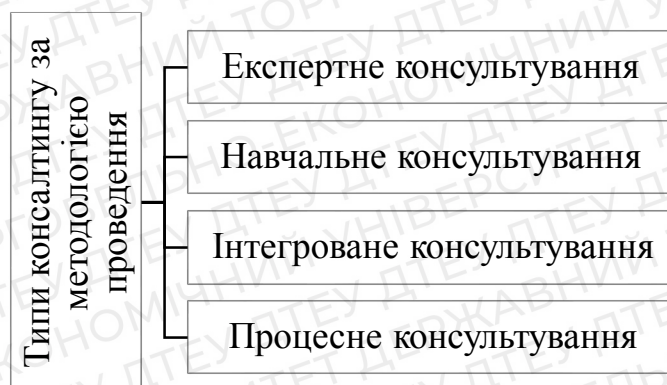 Типи консалтингу за
методологією
проведення
Експертне консультування
Навчальне консультування
Інтегроване консультування
Процесне консультування